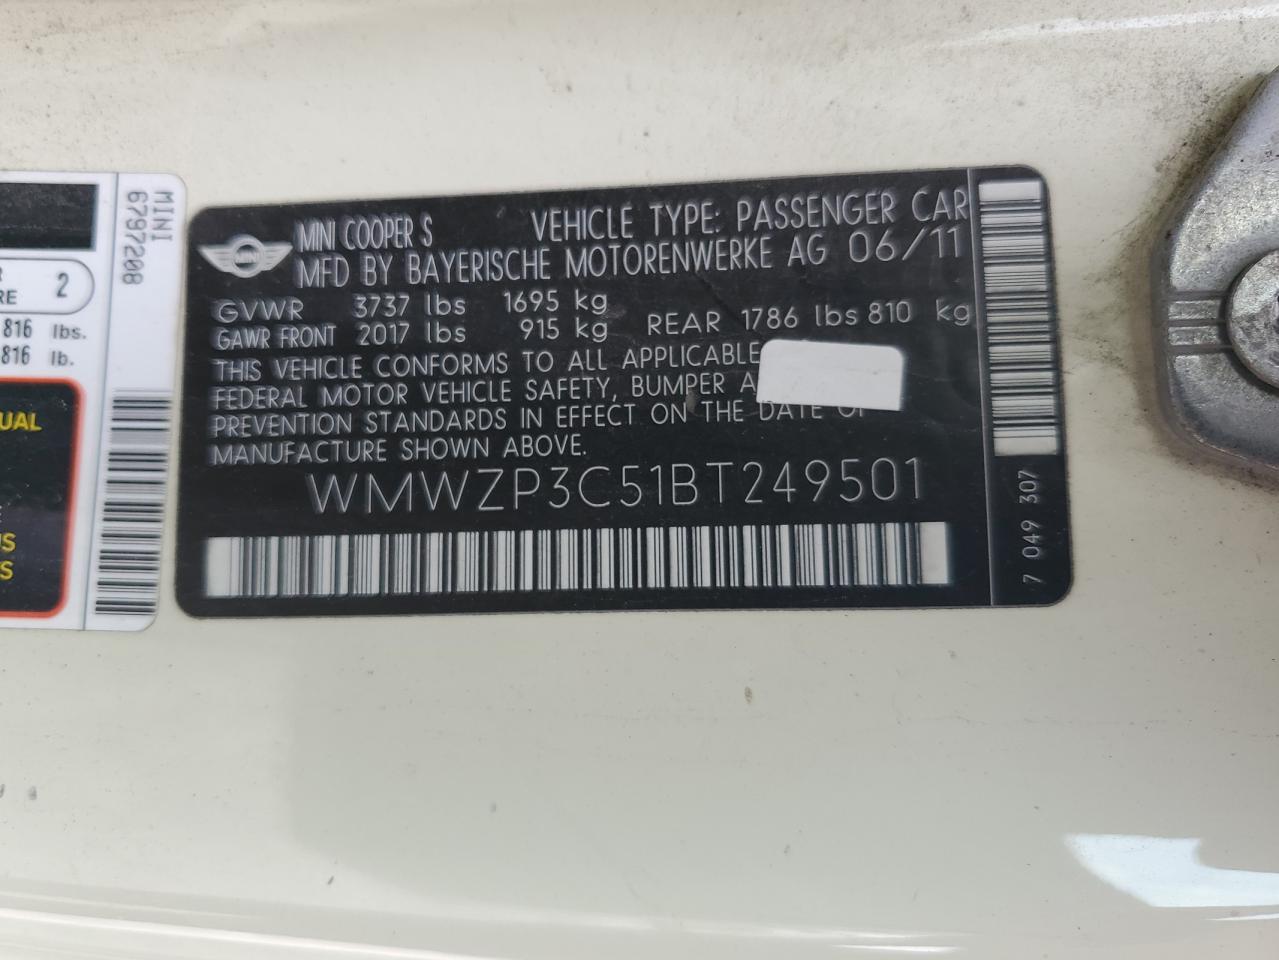 MINI
6797208
2
816 lbs.
816 lb.
UAL
MINI
MINI COOPER S VEHICLE TYPE: PASSENGER CAR
MFD BY BAYERISCHE MOTORENWERKE AG 06/11
GVWR 3737 lbs 1695 kg
GAWR FRONT 2017 lbs 915 kg REAR 1786 lbs 810 kg
THIS VEHICLE CONFORMS TO ALL APPLICABLE
FEDERAL MOTOR VEHICLE SAFETY, BUMPER
PREVENTION STANDARDS IN EFFECT ON THE DATE OF
MANUFACTURE SHOWN ABOVE.
WMWZP3C51BT249501
7 049 307